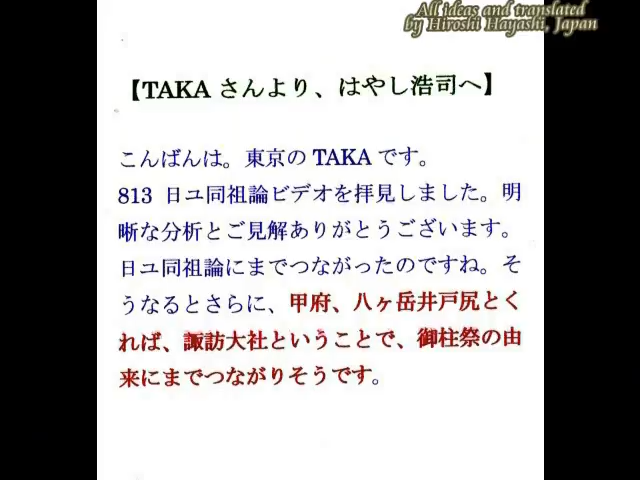 All ideas and translated
by Hiroshi Hayashi, Japan
【TAKA さんより、はやし浩司へ】
こんばんは。東京の TAKA です。
813 日ユ同祖論ビデオを拝見しました。明
晰な分析とご見解ありがとうございます。
日ユ同祖論にまでつながったのですね。そ
うなるとさらに、甲府、八ヶ岳井戸尻とく
れば、諏訪大社ということで、御柱祭の由
来にまでつながりそうです。